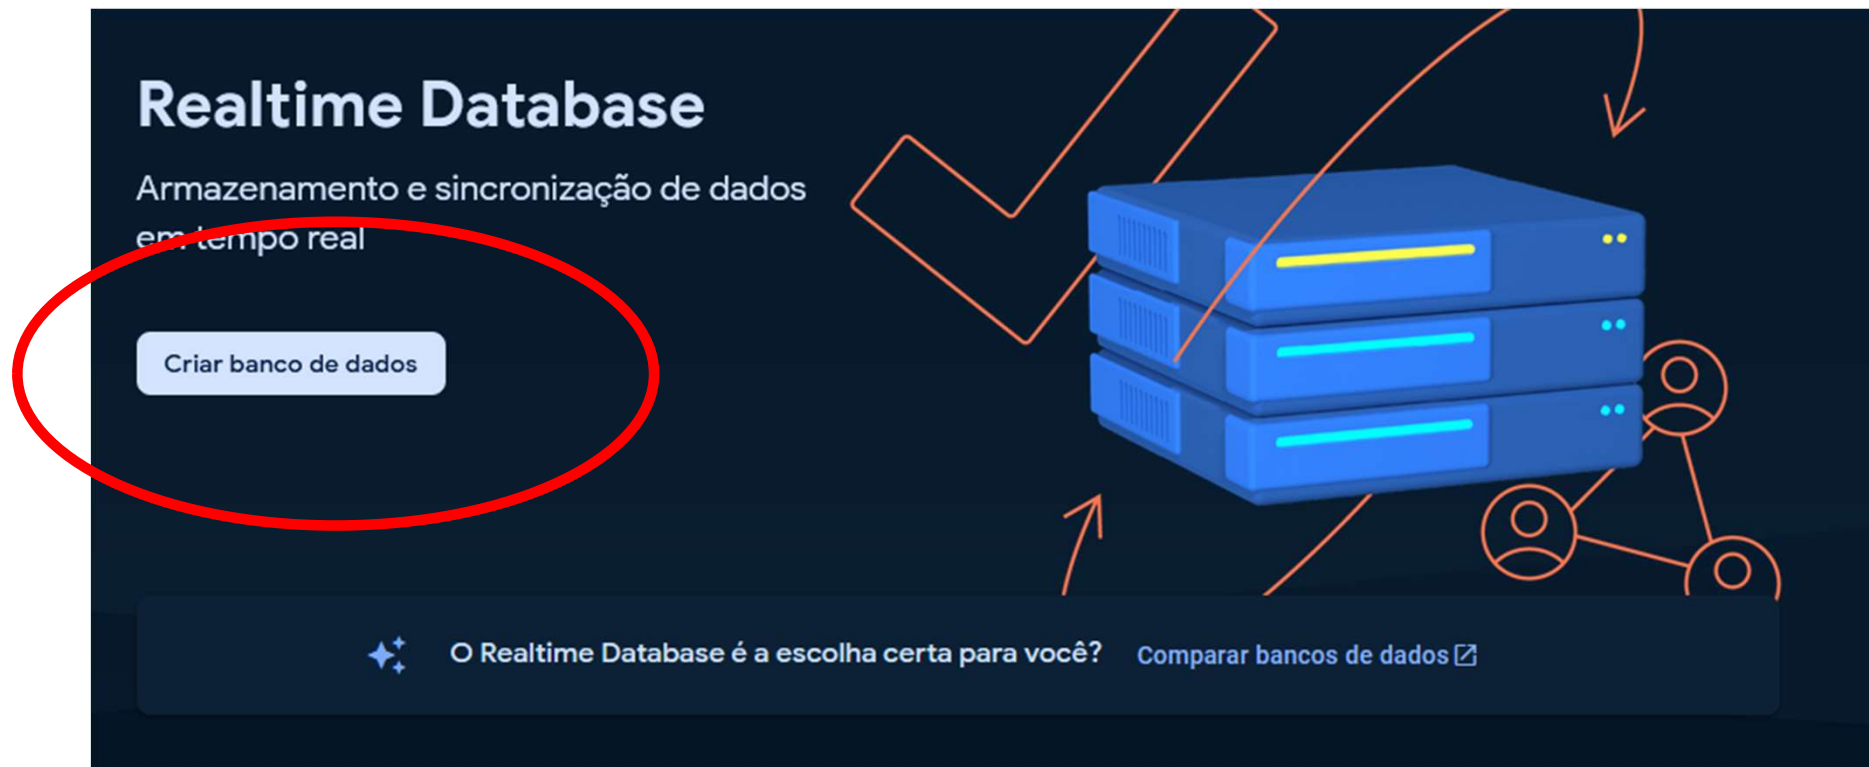 Realtime Database
Armazenamento e sincronização de dados
em tempo real
Criar banco de dados
O Realtime Database é a escolha certa para você? Comparar bancos de dados